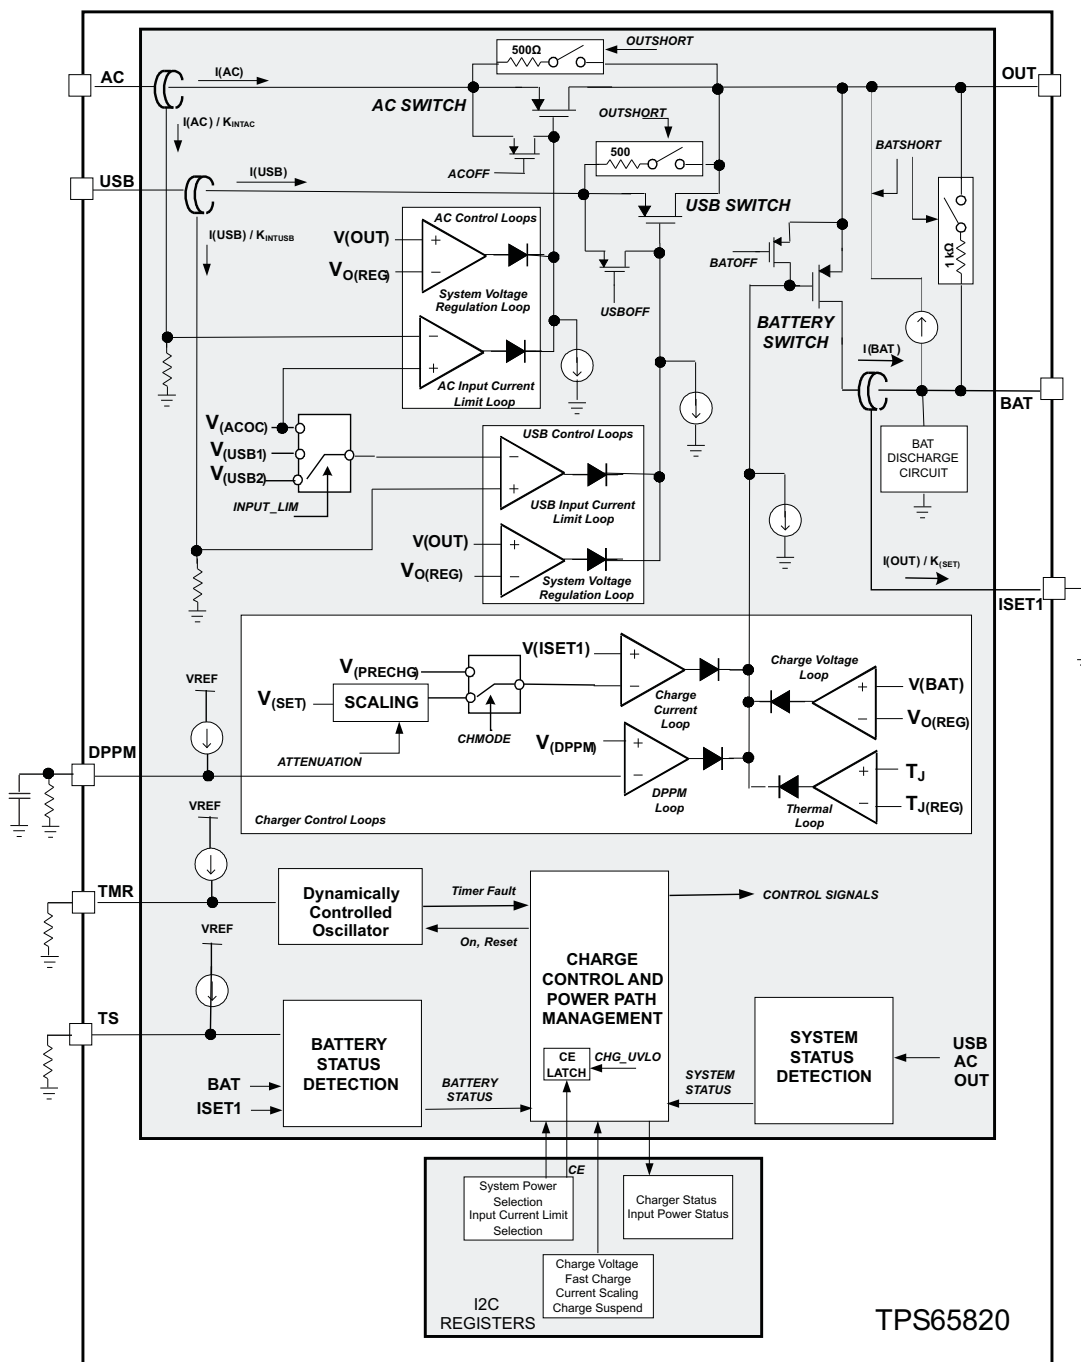 500Ω
OUTSHORT
AC
I(AC)
OUT
AC SWITCH
I(AC) / KINTAC
OUTSHORT
500
BATSHORT
ACOFF
USB
I(USB)
USB SWITCH
I(USB) / KINTUSB
AC Control Loops
V(OUT)
+
VO(REG)
−
System Voltage
Regulation Loop
USBOFF
BATOFF
1 kΩ
BATTERY
SWITCH
−
+
AC Input Current
Limit Loop
I(BAT)
BAT
V(ACOC)
V(USB1)
V(USB2)
INPUT_LIM
USB Control Loops
−
+
USB Input Current
Limit Loop
BAT
DISCHARGE
CIRCUIT
V(OUT)
+
VO(REG)
−
System Voltage
Regulation Loop
I(OUT) / K(SET)
ISET1
V(ISET1)
+
−
Charge
Current
Loop
V(PRECHG)
V(SET)
SCALING
CHMODE
ATTENUATION
Charge Voltage
Loop
+
V(BAT)
−
VO(REG)
VREF
DPPM
V(DPPM)
+
−
DPPM
Loop
+
TJ
−
TJ(REG)
Thermal
Loop
Charger Control Loops
VREF
TMR
Dynamically
Controlled
Oscillator
Timer Fault
On, Reset
CONTROL SIGNALS
VREF
CHARGE
CONTROL AND
POWER PATH
MANAGEMENT
TS
BATTERY
STATUS
DETECTION
BAT
ISET1
BATTERY
STATUS
CE
LATCH
CHG_UVLO
SYSTEM
STATUS
SYSTEM
STATUS
DETECTION
USB
AC
OUT
CE
System Power
Selection
Input Current Limit
Selection
Charger Status
Input Power Status
Charge Voltage
Fast Charge
Current Scaling
Charge Suspend
I2C
REGISTERS
TPS65820